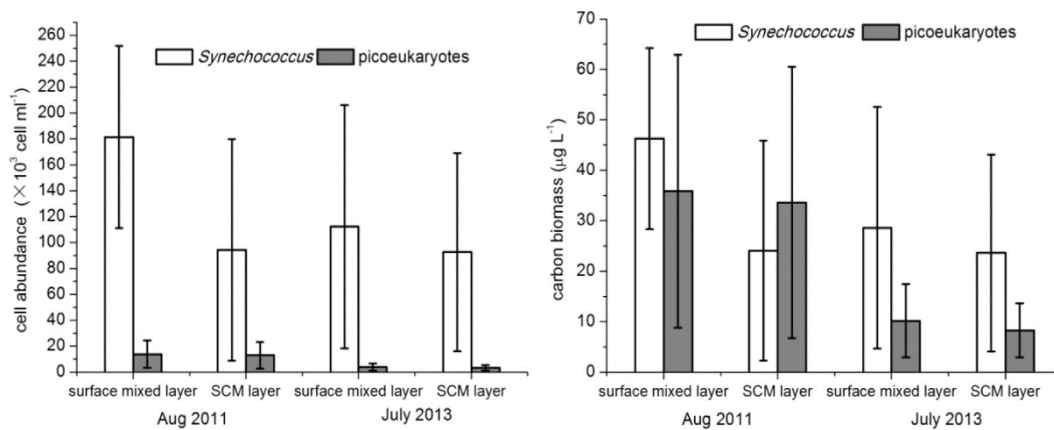 cell abundance (×10³ cell ml⁻¹)
260
240
220
200
180
160
140
120
100
80
60
40
20
0
Synechococcus picoeukaryotes
surface mixed layer SCM layer surface mixed layer SCM layer
Aug 2011 July 2013
carbon biomass (μg L⁻¹)
70
60
50
40
30
20
10
0
Synechococcus picoeukaryotes
surface mixed layer SCM layer surface mixed layer SCM layer
Aug 2011 July 2013